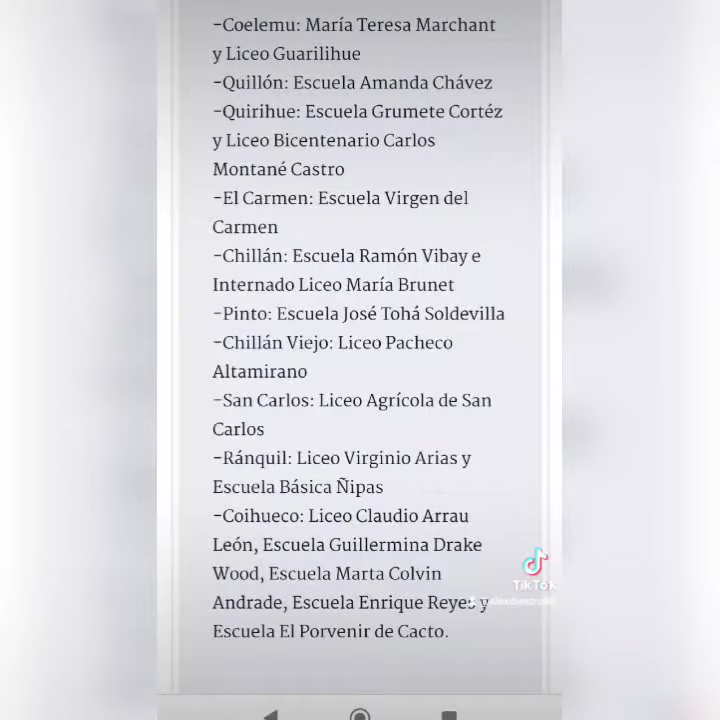 -Coelemu: María Teresa Marchant
y Liceo Guarilihue
-Quillón: Escuela Amanda Chávez
-Quirihue: Escuela Grumete Cortéz
y Liceo Bicentenario Carlos
Montané Castro
-El Carmen: Escuela Virgen del
Carmen
-Chillán: Escuela Ramón Vibay e
Internado Liceo María Brunet
-Pinto: Escuela José Tohá Soldevilla
-Chillán Viejo: Liceo Pacheco
Altamirano
-San Carlos: Liceo Agrícola de San
Carlos
-Ránquil: Liceo Virginio Arias y
Escuela Básica Ñipas
-Coihueco: Liceo Claudio Arrau
León, Escuela Guillermina Drake
Wood, Escuela Marta Colvin
Andrade, Escuela Enrique Reyes y
Escuela El Porvenir de Cacto.
TikTok